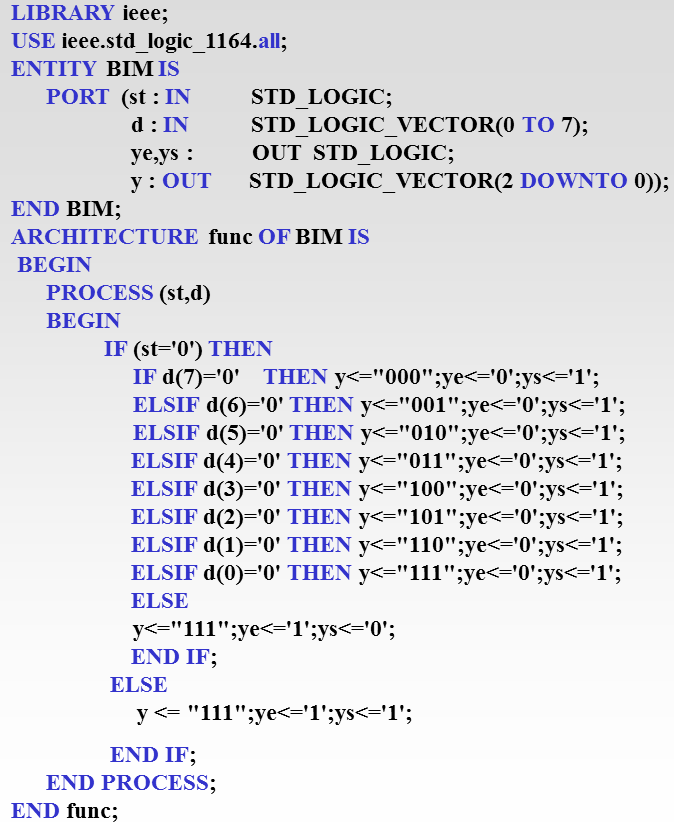 LIBRARY ieee;
USE ieee.std_logic_1164.all;
ENTITY BIM IS
PORT (st : IN STD_LOGIC;
d : IN STD_LOGIC_VECTOR(0 TO 7);
ye,ys : OUT STD_LOGIC;
y : OUT STD_LOGIC_VECTOR(2 DOWNTO 0));
END BIM;
ARCHITECTURE func OF BIM IS
BEGIN
PROCESS (st,d)
BEGIN
IF (st='0') THEN
IF d(7)='0' THEN y<="000";ye<='0';ys<='1';
ELSIF d(6)='0' THEN y<="001";ye<='0';ys<='1';
ELSIF d(5)='0' THEN y<="010";ye<='0';ys<='1';
ELSIF d(4)='0' THEN y<="011";ye<='0';ys<='1';
ELSIF d(3)='0' THEN y<="100";ye<='0';ys<='1';
ELSIF d(2)='0' THEN y<="101";ye<='0';ys<='1';
ELSIF d(1)='0' THEN y<="110";ye<='0';ys<='1';
ELSIF d(0)='0' THEN y<="111";ye<='0';ys<='1';
ELSE
y<="111";ye<='1';ys<='0';
END IF;
ELSE
y <= "111";ye<='1';ys<='1';
END IF;
END PROCESS;
END func;